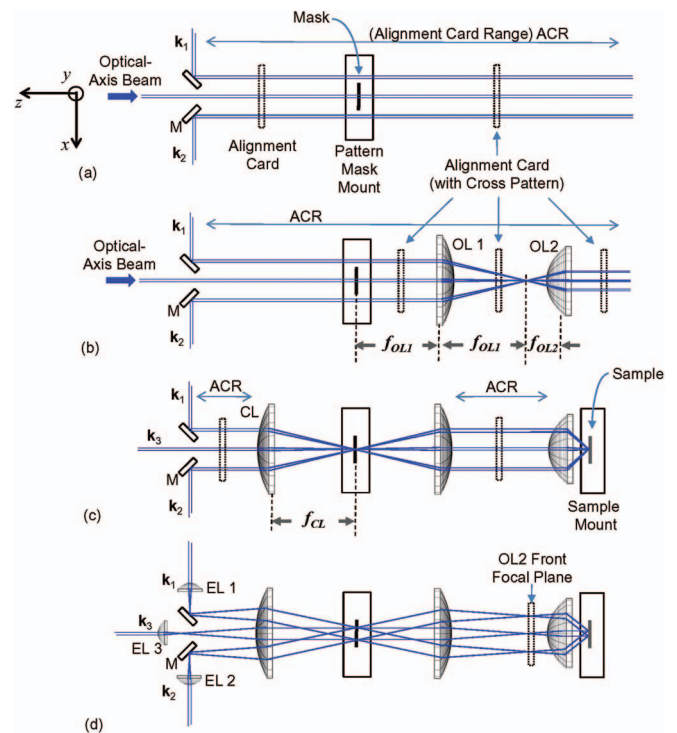 Mask
(Alignment Card Range) ACR
k1
Optical-
Axis Beam
y
z
x
M
k2
Alignment
Card
Pattern
Mask
Mount
Alignment Card
(with Cross Pattern)
(a)
k1
ACR
Optical-
Axis Beam
OL 1
OL2
M
k2
fOL1
fOL1
fOL2
(b)
k1
ACR
CL
ACR
Sample
k3
M
k2
fCL
Sample
Mount
(c)
OL2 Front
Focal Plane
k1
EL 1
k3
EL 3
M
k2
EL 2
(d)